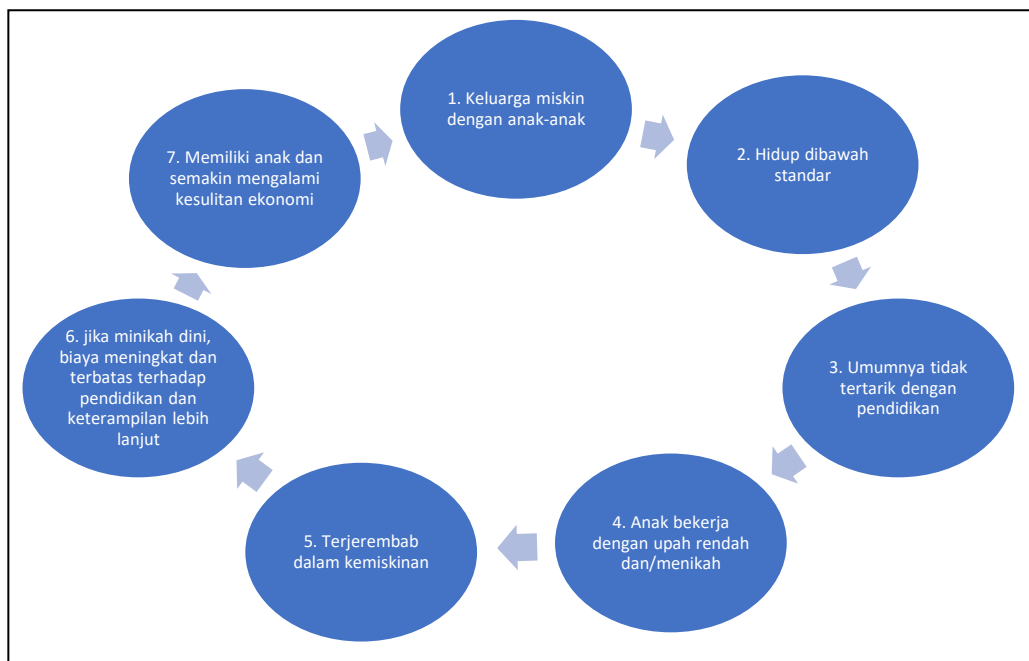 1. Keluarga miskin
dengan anak-anak
2. Hidup dibawah
standar
3. Umumnya tidak
tertarik dengan
pendidikan
4. Anak bekerja
dengan upah rendah
dan/menikah
5. Terjerembab
dalam kemiskinan
6. jika minikah dini,
biaya meningkat dan
terbatas terhadap
pendidikan dan
keterampilan lebih
lanjut
7. Memiliki anak dan
semakin mengalami
kesulitan ekonomi